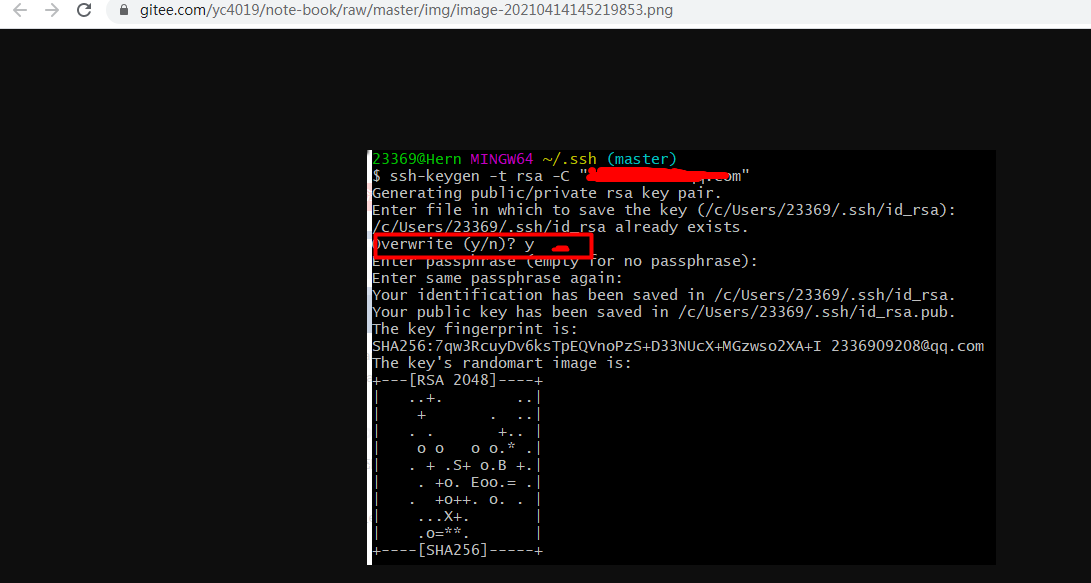 gitee.com/yc4019/note-book/raw/master/img/image-20210414145219853.png
23369@Hern MINGW64 ~/.ssh (master)
$ ssh-keygen -t rsa -C "om"
Generating public/private rsa key pair.
Enter file in which to save the key (/c/Users/23369/.ssh/id_rsa):
/c/Users/23369/.ssh/id_rsa already exists.
Overwrite (y/n)? y
Enter passphrase (empty for no passphrase):
Enter same passphrase again:
Your identification has been saved in /c/Users/23369/.ssh/id_rsa.
Your public key has been saved in /c/Users/23369/.ssh/id_rsa.pub.
The key fingerprint is:
SHA256:7qw3RcuyDv6ksTpEQVnoPzS+D33NUcX+MGzwso2XA+I 2336909208@qq.com
The key's randomart image is:
+---[RSA 2048]----+
|    ..+.        ..|
|     +       .  ..|
|    . .       +.. |
|     o o   o o.* .|
|    . + .S+ o.B +.|
|     . +o. Eoo.= .|
|    .  +o++. o. . |
|     ...X+.       |
|     .o=**.       |
+----[SHA256]-----+